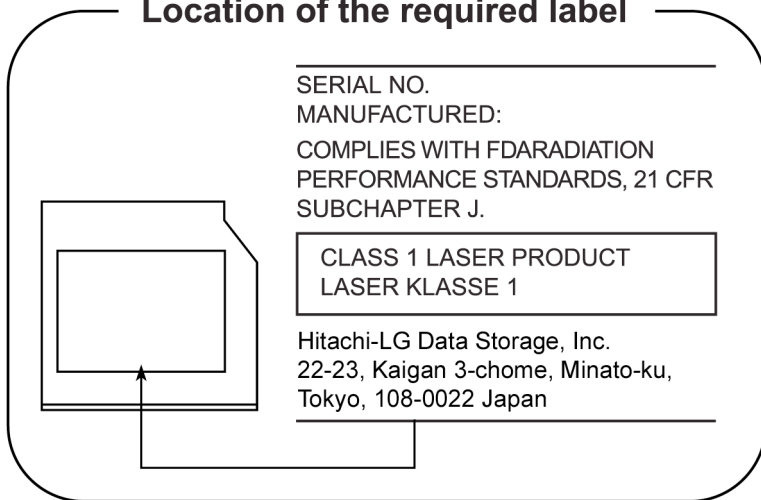 Location of the required label
SERIAL NO.
MANUFACTURED:
COMPLIES WITH FDARADIATION
PERFORMANCE STANDARDS, 21 CFR
SUBCHAPTER J.
CLASS 1 LASER PRODUCT
LASER KLASSE 1
Hitachi-LG Data Storage, Inc.
22-23, Kaigan 3-chome, Minato-ku,
Tokyo, 108-0022 Japan